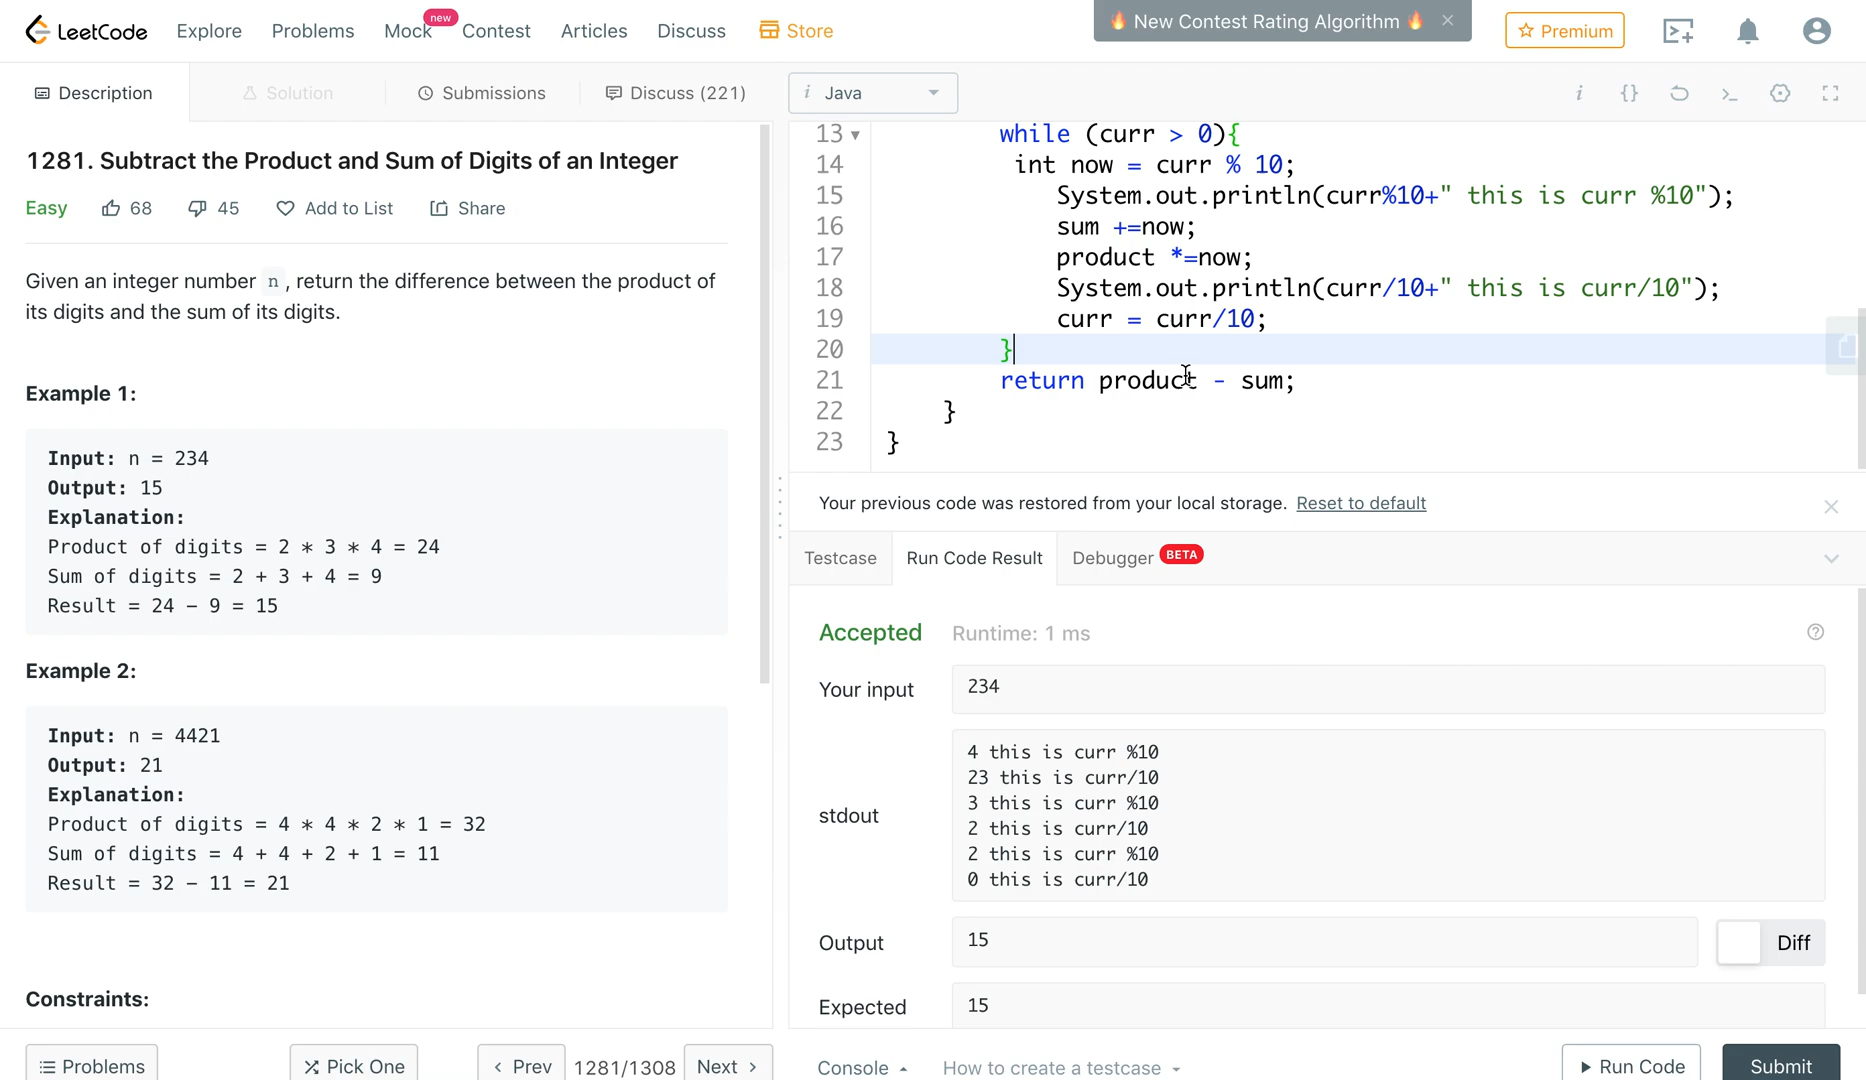 LeetCode Explore Problems Mock new Contest Articles Discuss Store 🔥 New Contest Rating Algorithm 🔥 × Premium
Description Solution Submissions Discuss (221)
1281. Subtract the Product and Sum of Digits of an Integer
Easy 68 45 Add to List Share
Given an integer number n, return the difference between the product of
its digits and the sum of its digits.
Example 1:
Input: n = 234
Output: 15
Explanation:
Product of digits = 2 * 3 * 4 = 24
Sum of digits = 2 + 3 + 4 = 9
Result = 24 − 9 = 15
Example 2:
Input: n = 4421
Output: 21
Explanation:
Product of digits = 4 * 4 * 2 * 1 = 32
Sum of digits = 4 + 4 + 2 + 1 = 11
Result = 32 − 11 = 21
Constraints:
Problems Pick One < Prev 1281/1308 Next >
i Java i {} >_
13 while (curr > 0){
14 int now = curr % 10;
15 System.out.println(curr%10+" this is curr %10");
16 sum +=now;
17 product *=now;
18 System.out.println(curr/10+" this is curr/10");
19 curr = curr/10;
20 }
21 return product - sum;
22 }
23 }
Your previous code was restored from your local storage. Reset to default ×
Testcase Run Code Result Debugger BETA
Accepted Runtime: 1 ms ?
Your input 234
stdout
4 this is curr %10
23 this is curr/10
3 this is curr %10
2 this is curr/10
2 this is curr %10
0 this is curr/10
Output 15 Diff
Expected 15
Console How to create a testcase Run Code Submit